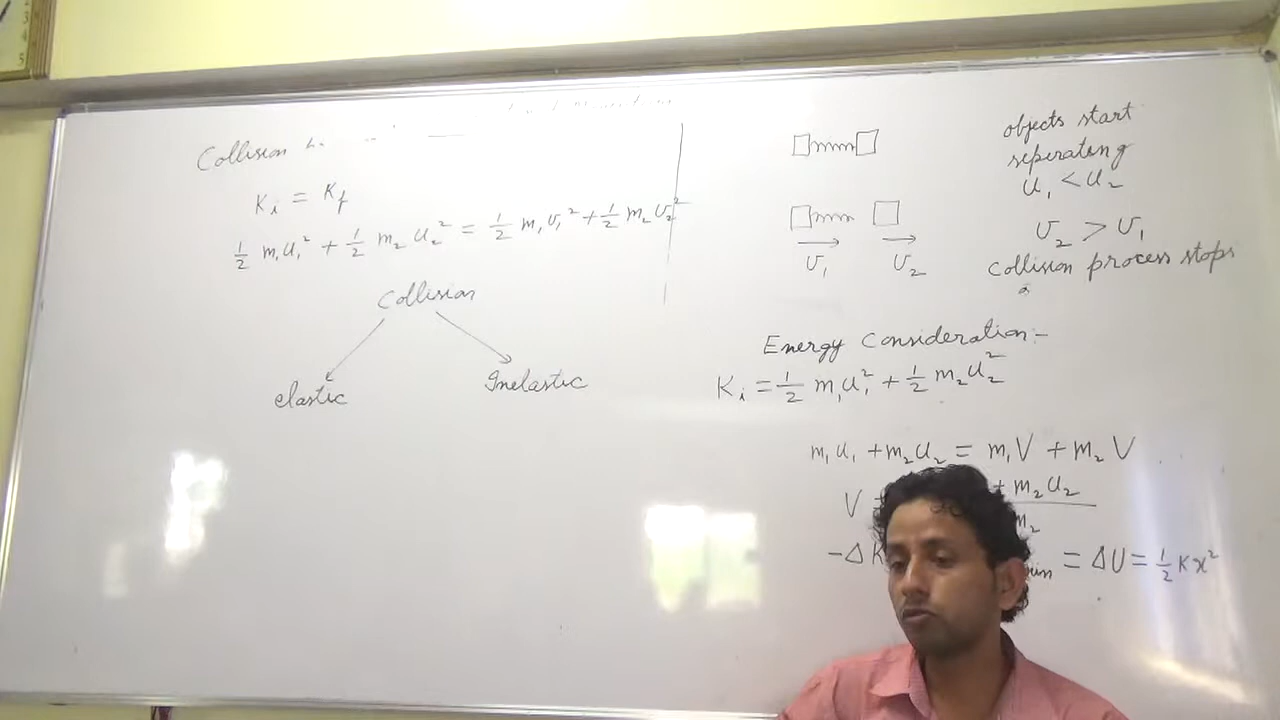 Collision
Kᵢ = K_f
½ m₁u₁² + ½ m₂u₂² = ½ m₁v₁² + ½ m₂v₂²
Collision
elastic
Inelastic
objects start
seperating
u₁ < u₂
v₁ v₂
v₂ > v₁
collision process stops
Energy Consideration:-
Kᵢ = ½ m₁u₁² + ½ m₂u₂²
m₁u₁ + m₂u₂ = m₁V + m₂V
V + m₂u₂
m₂
-ΔK min = ΔU = ½ Kx²